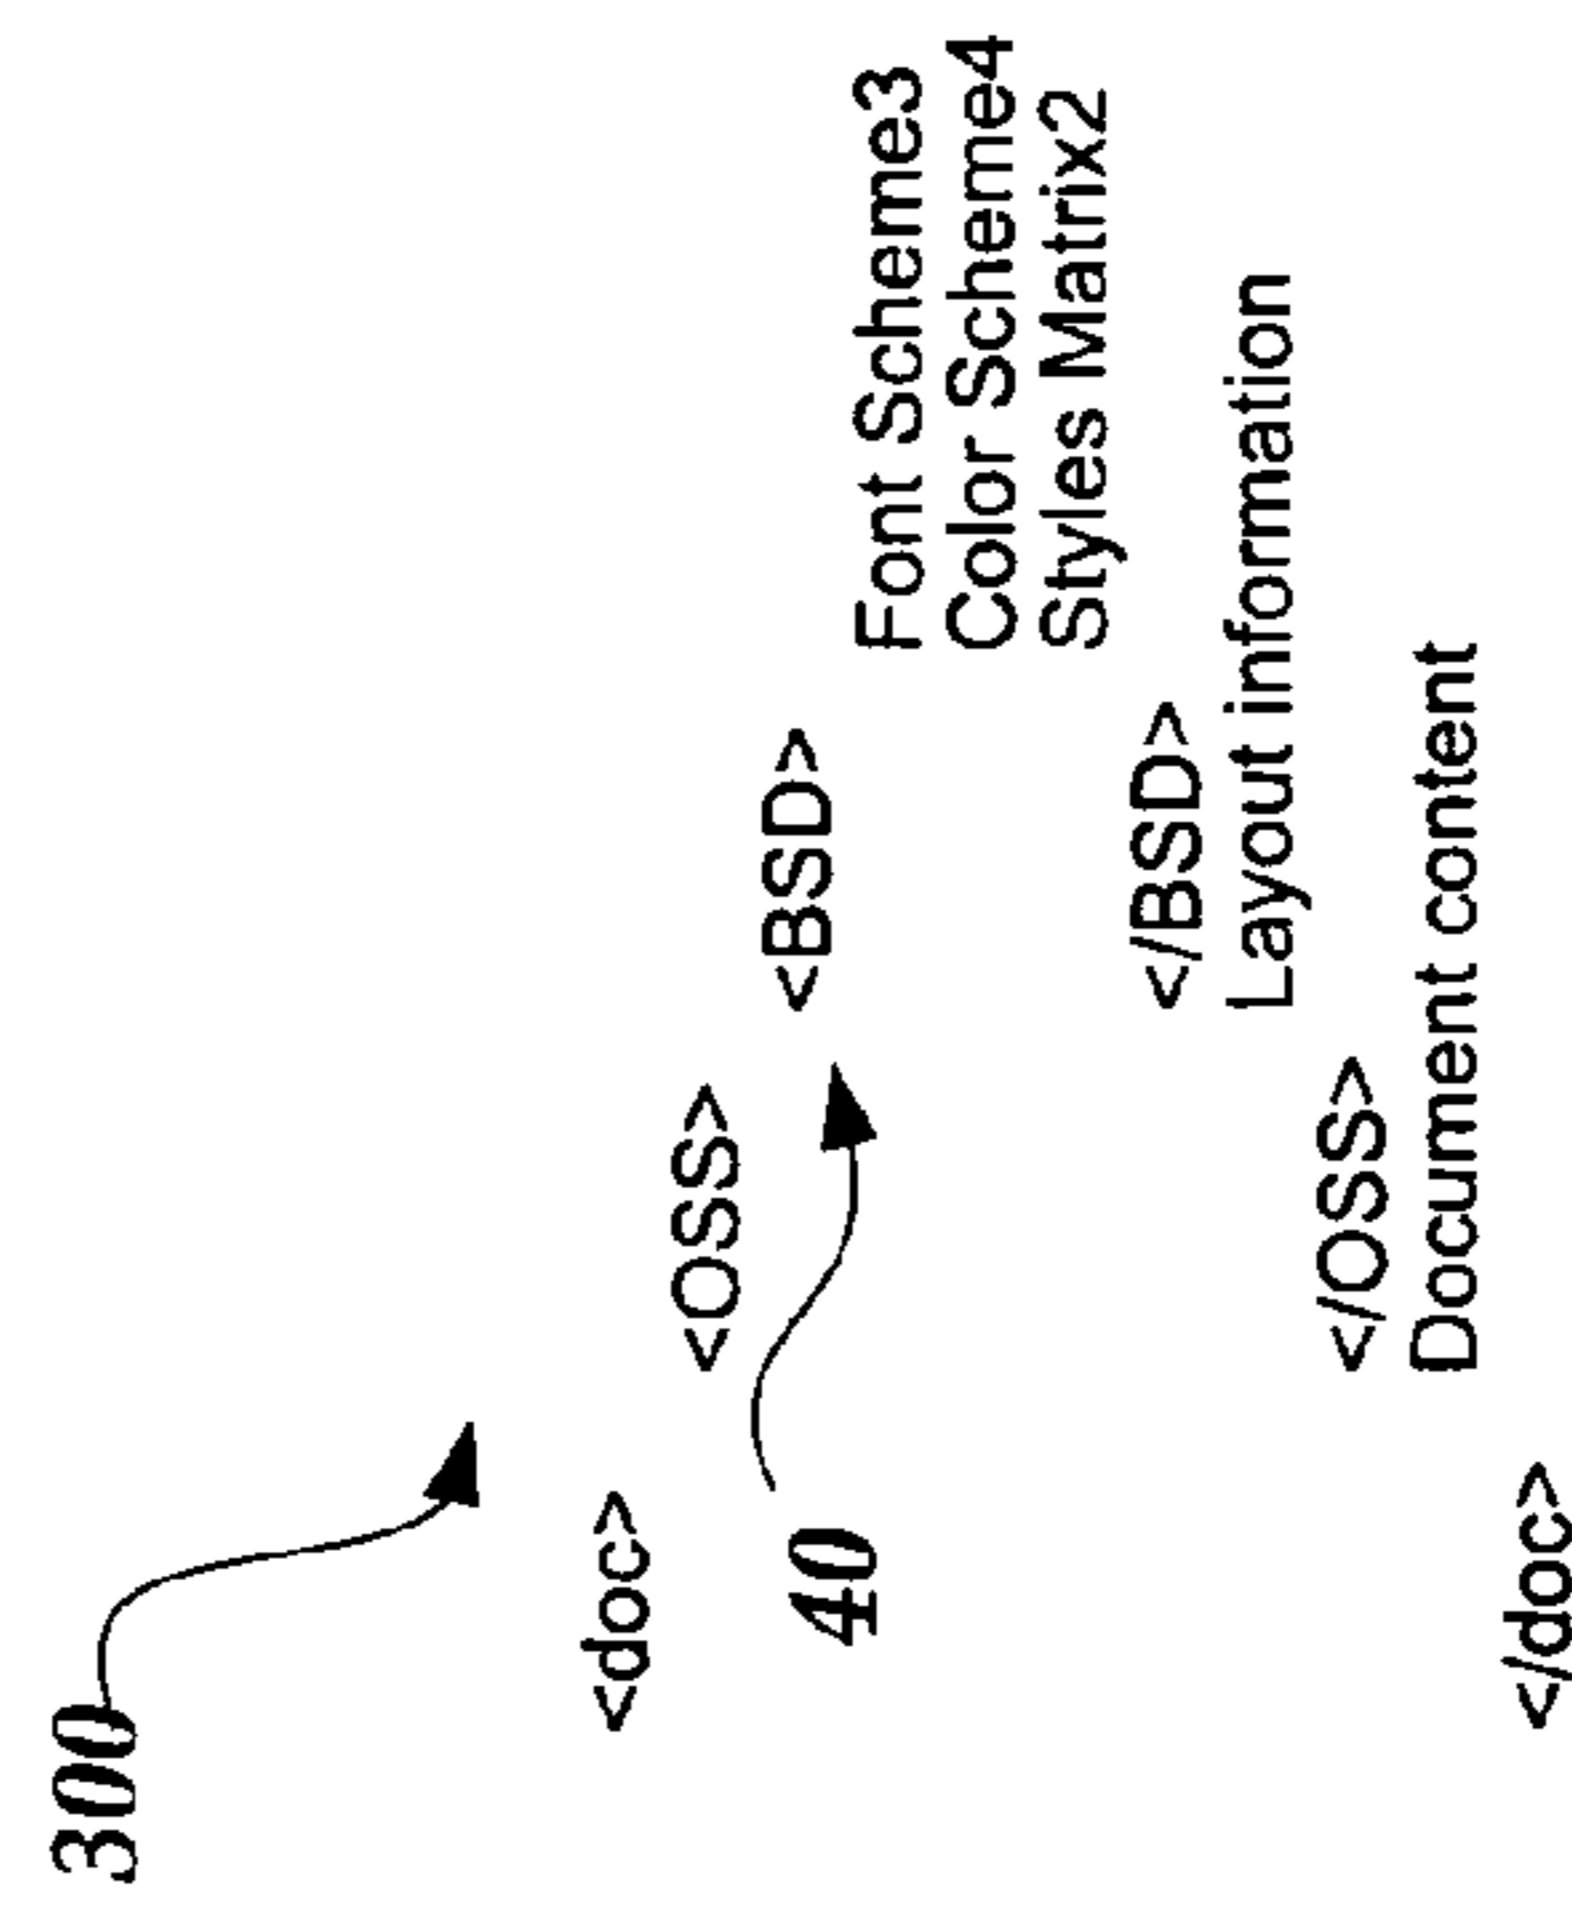 300
<doc>
<OSS>
40
<BSD>
Font Scheme3
Color Scheme4
Styles Matrix2
</BSD>
Layout information
</OSS>
Document content
</doc>